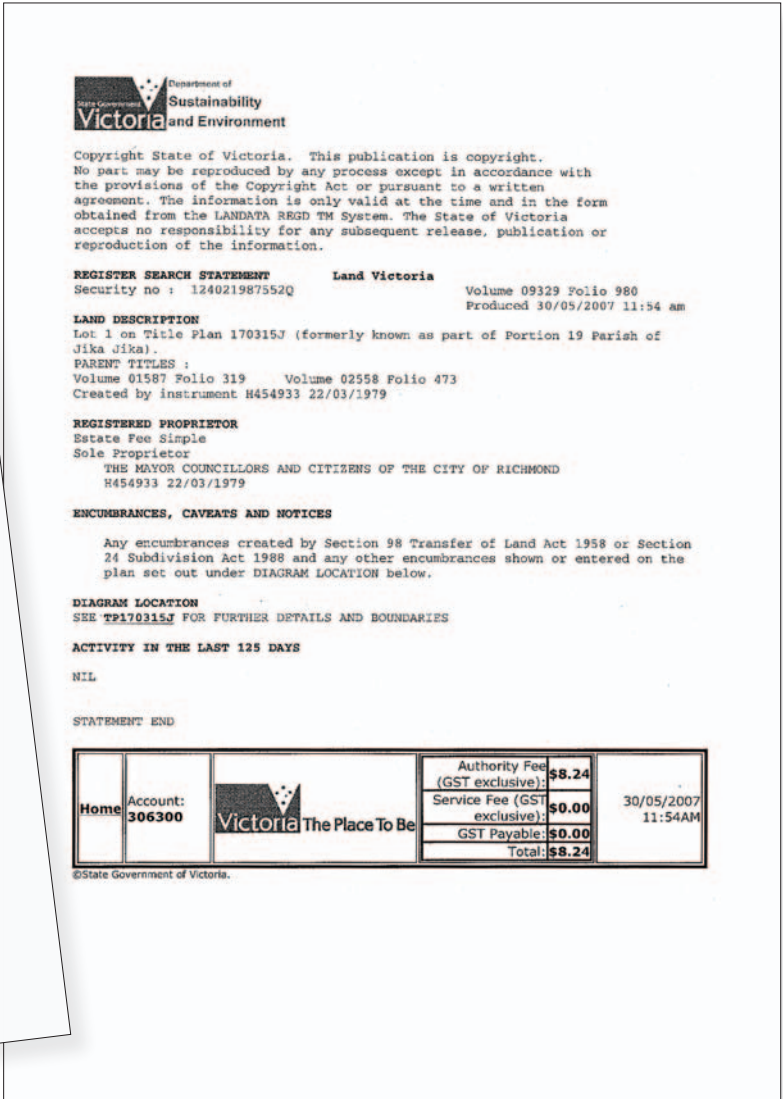 Department of
Sustainability
and Environment
State Government
Victoria
Copyright State of Victoria. This publication is copyright.
No part may be reproduced by any process except in accordance with
the provisions of the Copyright Act or pursuant to a written
agreement. The information is only valid at the time and in the form
obtained from the LANDATA REGD TM System. The State of Victoria
accepts no responsibility for any subsequent release, publication or
reproduction of the information.
REGISTER SEARCH STATEMENT Land Victoria
Security no : 124021987552Q Volume 09329 Folio 980
Produced 30/05/2007 11:54 am
LAND DESCRIPTION
Lot 1 on Title Plan 170315J (formerly known as part of Portion 19 Parish of
Jika Jika).
PARENT TITLES :
Volume 01587 Folio 319 Volume 02558 Folio 473
Created by instrument H454933 22/03/1979
REGISTERED PROPRIETOR
Estate Fee Simple
Sole Proprietor
THE MAYOR COUNCILLORS AND CITIZENS OF THE CITY OF RICHMOND
H454933 22/03/1979
ENCUMBRANCES, CAVEATS AND NOTICES
Any encumbrances created by Section 98 Transfer of Land Act 1958 or Section
24 Subdivision Act 1988 and any other encumbrances shown or entered on the
plan set out under DIAGRAM LOCATION below.
DIAGRAM LOCATION
SEE TP170315J FOR FURTHER DETAILS AND BOUNDARIES
ACTIVITY IN THE LAST 125 DAYS
NIL
STATEMENT END
Home
Account:
306300
Victoria The Place To Be
Authority Fee
(GST exclusive): $8.24
Service Fee (GST
exclusive): $0.00
GST Payable: $0.00
Total: $8.24
30/05/2007
11:54AM
©State Government of Victoria.